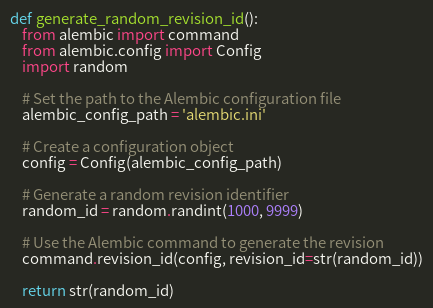 def generate_random_revision_id():
    from alembic import command
    from alembic.config import Config
    import random

    # Set the path to the Alembic configuration file
    alembic_config_path = 'alembic.ini'

    # Create a configuration object
    config = Config(alembic_config_path)

    # Generate a random revision identifier
    random_id = random.randint(1000, 9999)

    # Use the Alembic command to generate the revision
    command.revision_id(config, revision_id=str(random_id))

    return str(random_id)